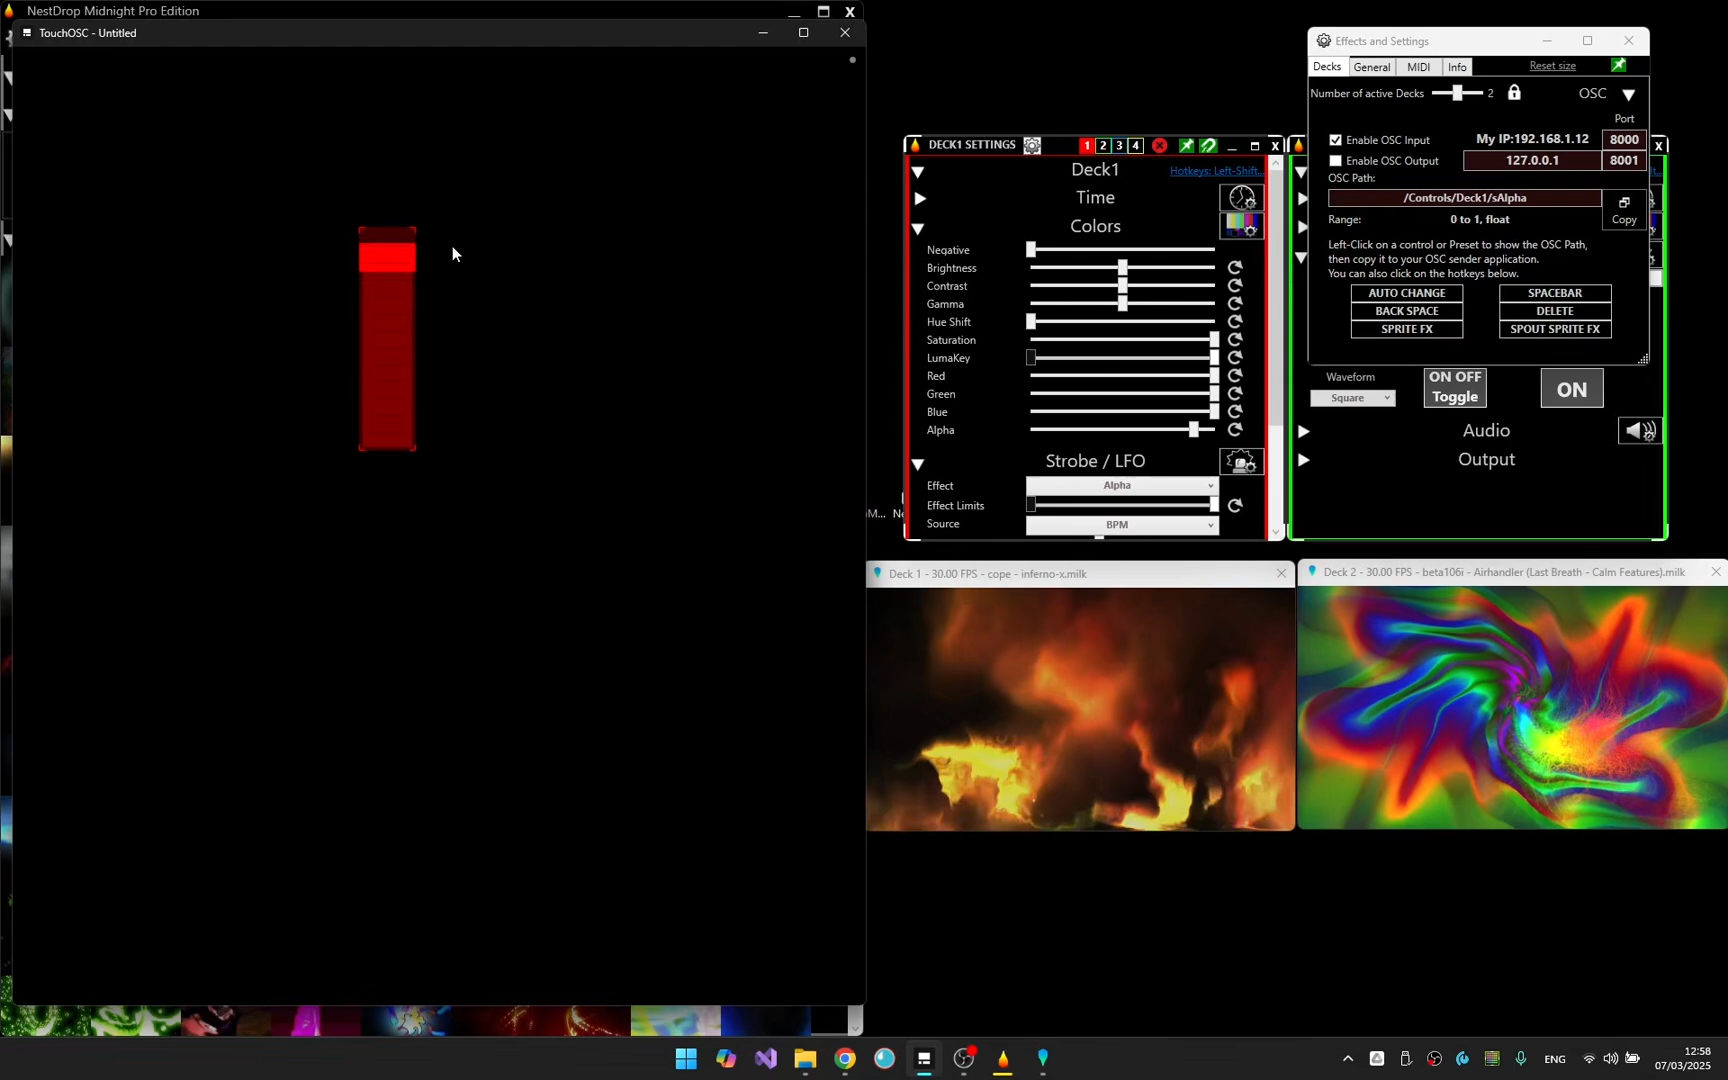 NestDrop Midnight Pro Edition
TouchOSC - Untitled
DECK1 SETTINGS
1 2 3 4
X
Deck1
Hotkeys: Left-Shift...
Time
Colors
Negative
Brightness
Contrast
Gamma
Hue Shift
Saturation
LumaKey
Red
Green
Blue
Alpha
Strobe / LFO
Effect
Alpha
Effect Limits
Source
BPM
Effects and Settings
Decks General MIDI Info
Reset size
Number of active Decks 2
OSC
Port
Enable OSC Input My IP:192.168.1.12 8000
Enable OSC Output 127.0.0.1 8001
OSC Path:
/Controls/Deck1/sAlpha
Copy
Range: 0 to 1, float
Left-Click on a control or Preset to show the OSC Path,
then copy it to your OSC sender application.
You can also click on the hotkeys below.
AUTO CHANGE SPACEBAR
BACK SPACE DELETE
SPRITE FX SPOUT SPRITE FX
Waveform
Square
ON OFF
Toggle
ON
Audio
Output
Deck 1 - 30.00 FPS - cope - inferno-x.milk
Deck 2 - 30.00 FPS - beta106i - Airhandler (Last Breath - Calm Features).milk
ENG
12:58
07/03/2025